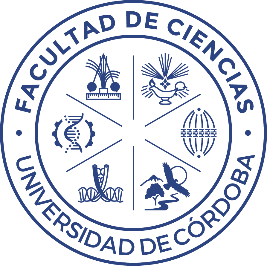 FACULTAD DE CIENCIAS
UNIVERSIDAD DE CÓRDOBA